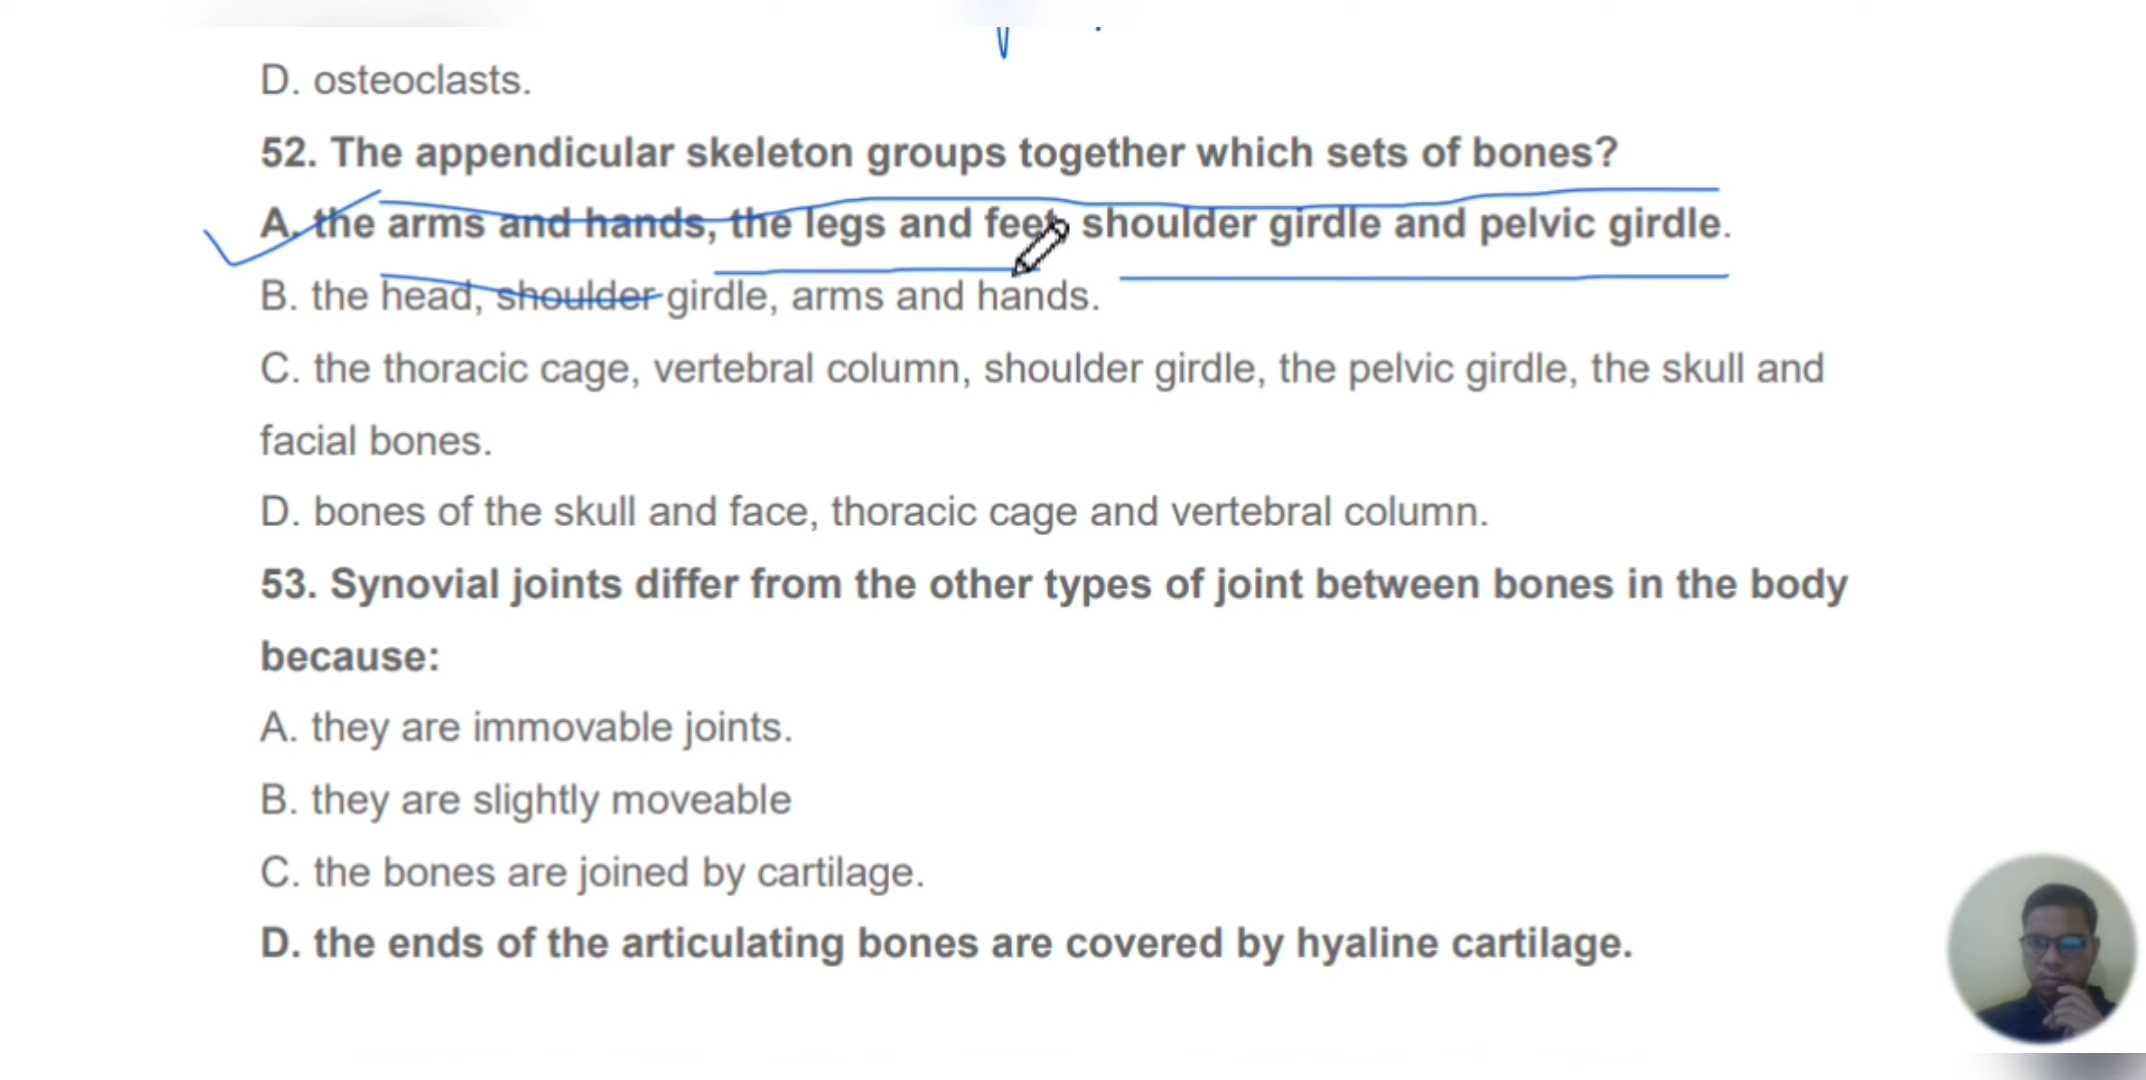 D. osteoclasts.
52. The appendicular skeleton groups together which sets of bones?
A. the arms and hands, the legs and feet, shoulder girdle and pelvic girdle.
B. the head, shoulder girdle, arms and hands.
C. the thoracic cage, vertebral column, shoulder girdle, the pelvic girdle, the skull and
facial bones.
D. bones of the skull and face, thoracic cage and vertebral column.
53. Synovial joints differ from the other types of joint between bones in the body
because:
A. they are immovable joints.
B. they are slightly moveable
C. the bones are joined by cartilage.
D. the ends of the articulating bones are covered by hyaline cartilage.